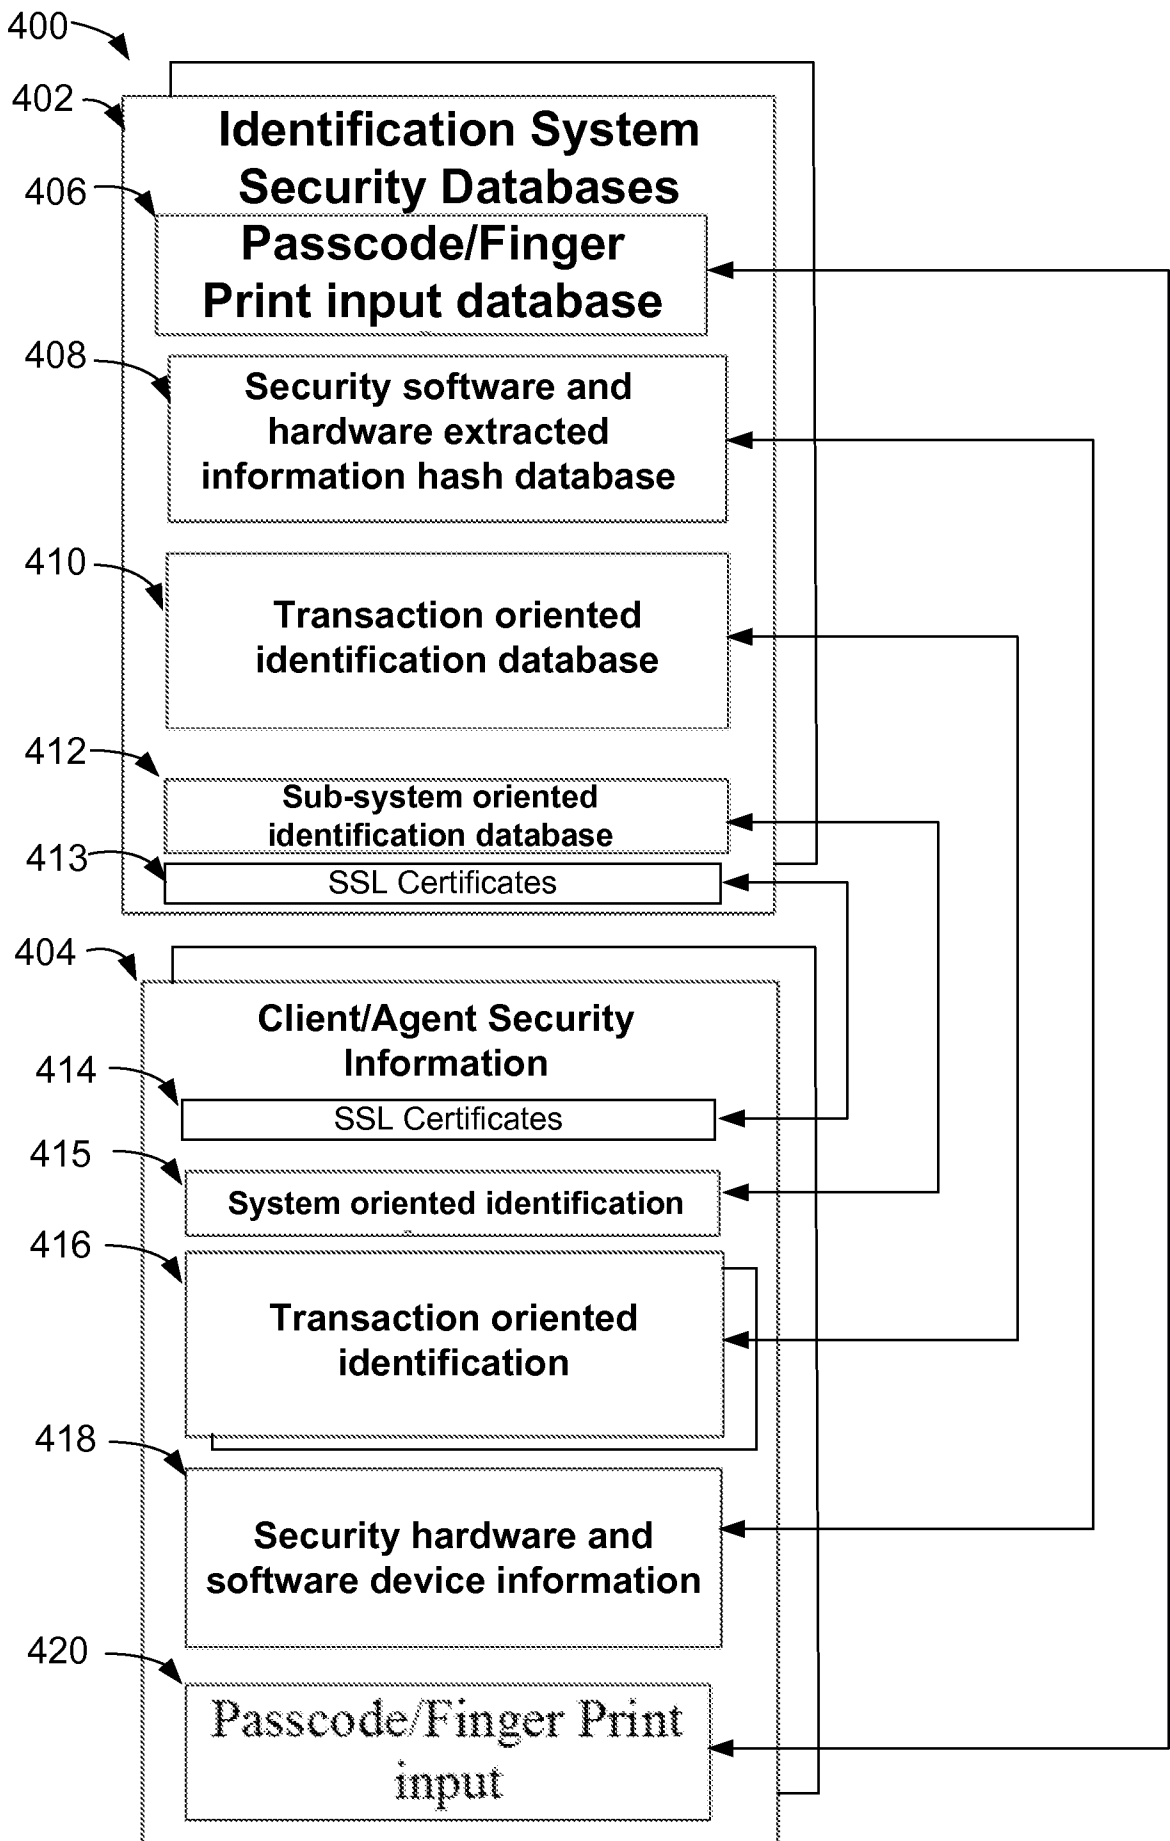 400
402
Identification System
Security Databases
406
Passcode/Finger
Print input database
408
Security software and
hardware extracted
information hash database
410
Transaction oriented
identification database
412
Sub-system oriented
identification database
413
SSL Certificates
404
Client/Agent Security
Information
414
SSL Certificates
415
System oriented identification
416
Transaction oriented
identification
418
Security hardware and
software device information
420
Passcode/Finger Print
input